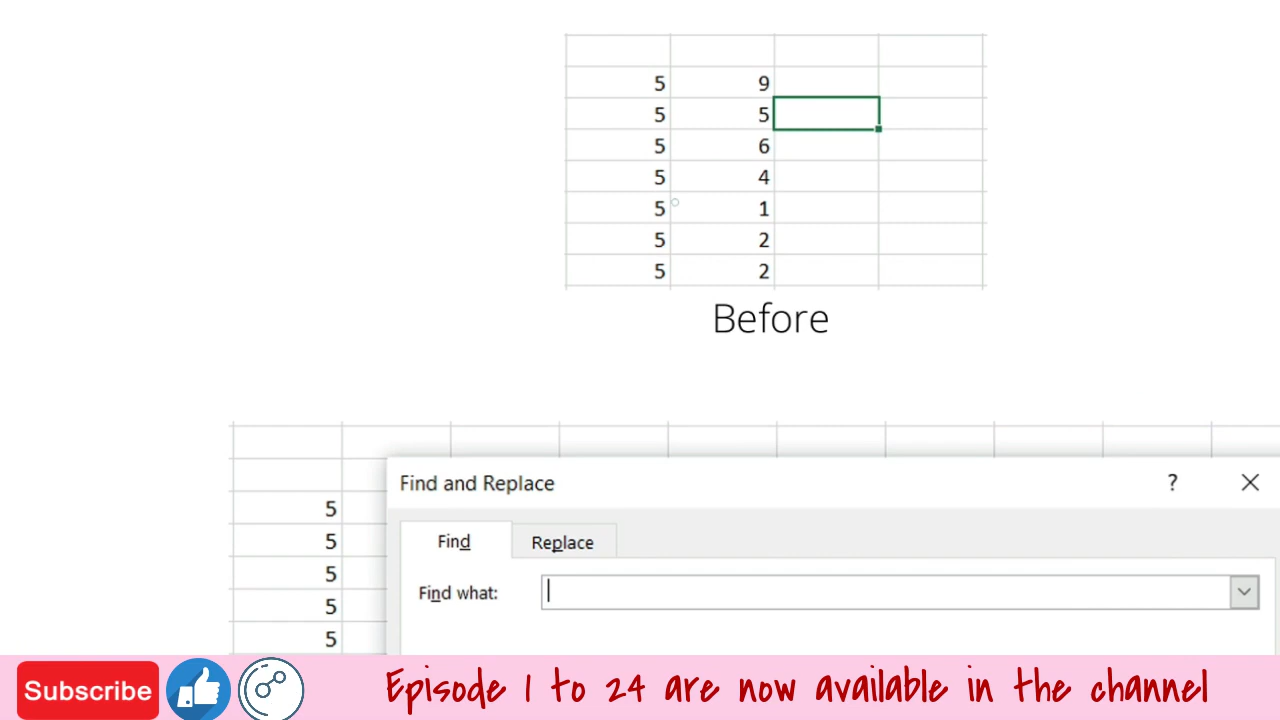 5 9
5 5
5 6
5 4
5 1
5 2
5 2
Before
Find and Replace ?
5
Find Replace
5
5
Find what:
5
5
Subscribe
Episode 1 to 24 are now available in the channel